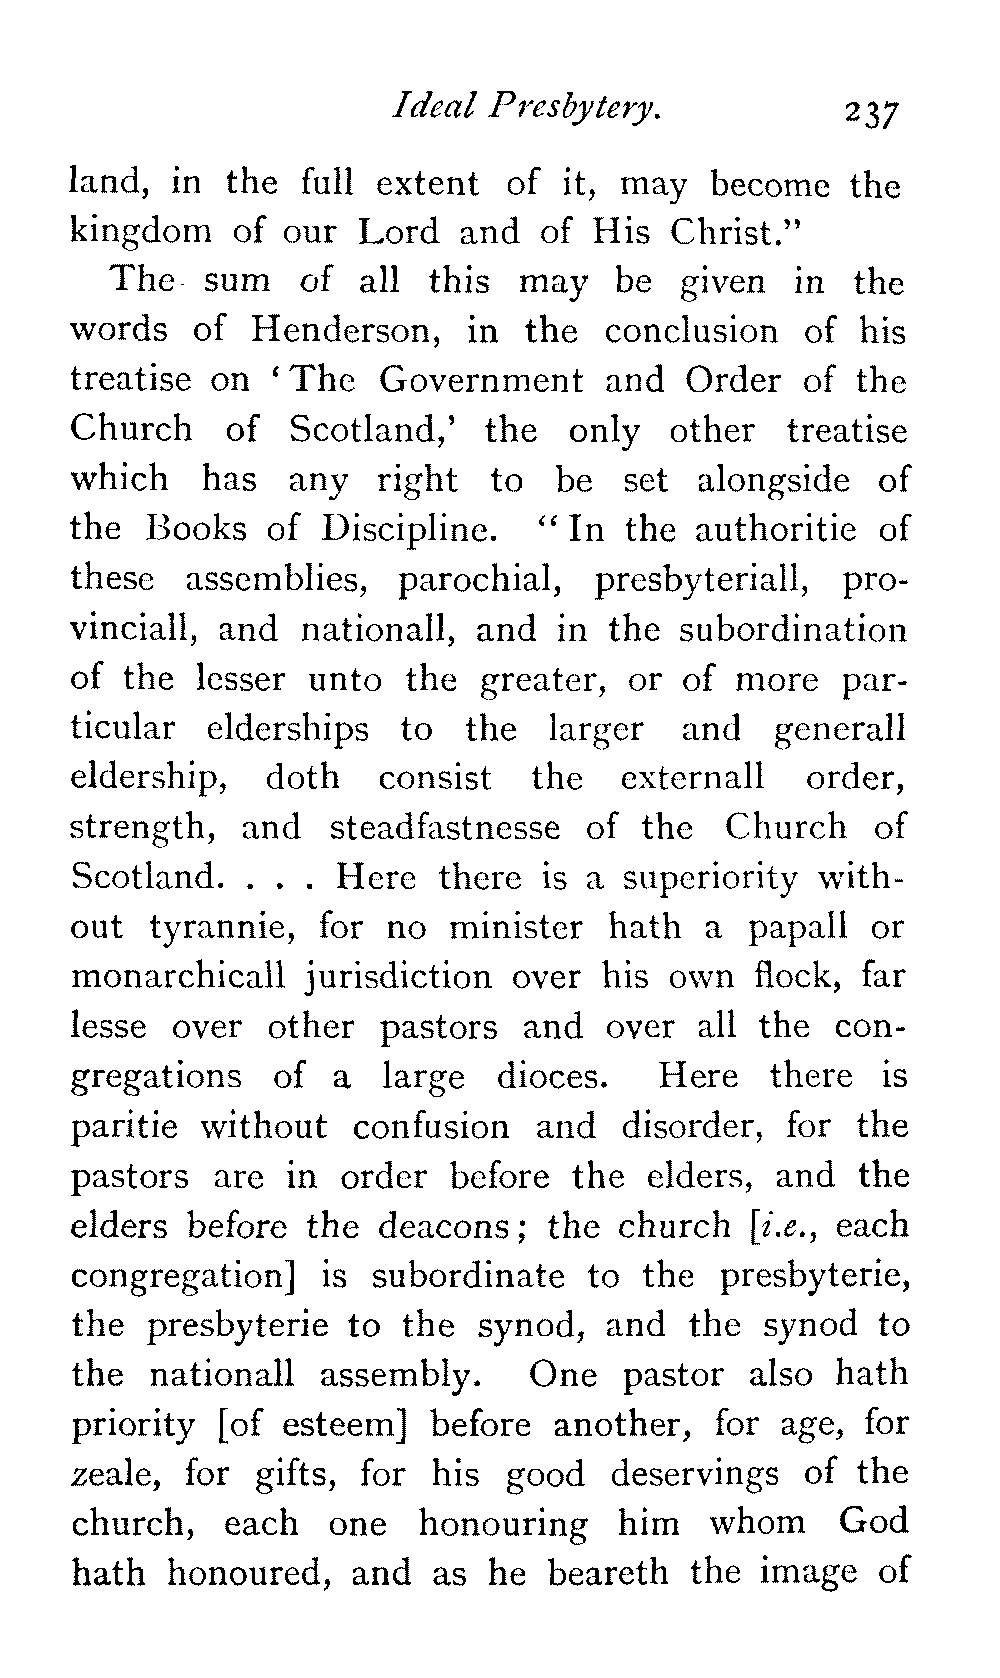 Ideal Presbytery. 237
land, in the full extent of it, may become the
kingdom of our Lord and of His Christ."
The sum of all this may be given in the
words of Henderson, in the conclusion of his
treatise on ‘The Government and Order of the
Church of Scotland,’ the only other treatise
which has any right to be set alongside of
the Books of Discipline. “In the authoritie of
these assemblies, parochial, presbyteriall, pro-
vinciall, and nationall, and in the subordination
of the lesser unto the greater, or of more par-
ticular elderships to the larger and generall
eldership, doth consist the externall order,
strength, and steadfastnesse of the Church of
Scotland. . . . Here there is a superiority with-
out tyrannie, for no minister hath a papall or
monarchicall jurisdiction over his own flock, far
lesse over other pastors and over all the con-
gregations of a large dioces. Here there is
paritie without confusion and disorder, for the
pastors are in order before the elders, and the
elders before the deacons; the church [i.e., each
congregation] is subordinate to the presbyterie,
the presbyterie to the synod, and the synod to
the nationall assembly. One pastor also hath
priority [of esteem] before another, for age, for
zeale, for gifts, for his good deservings of the
church, each one honouring him whom God
hath honoured, and as he beareth the image of